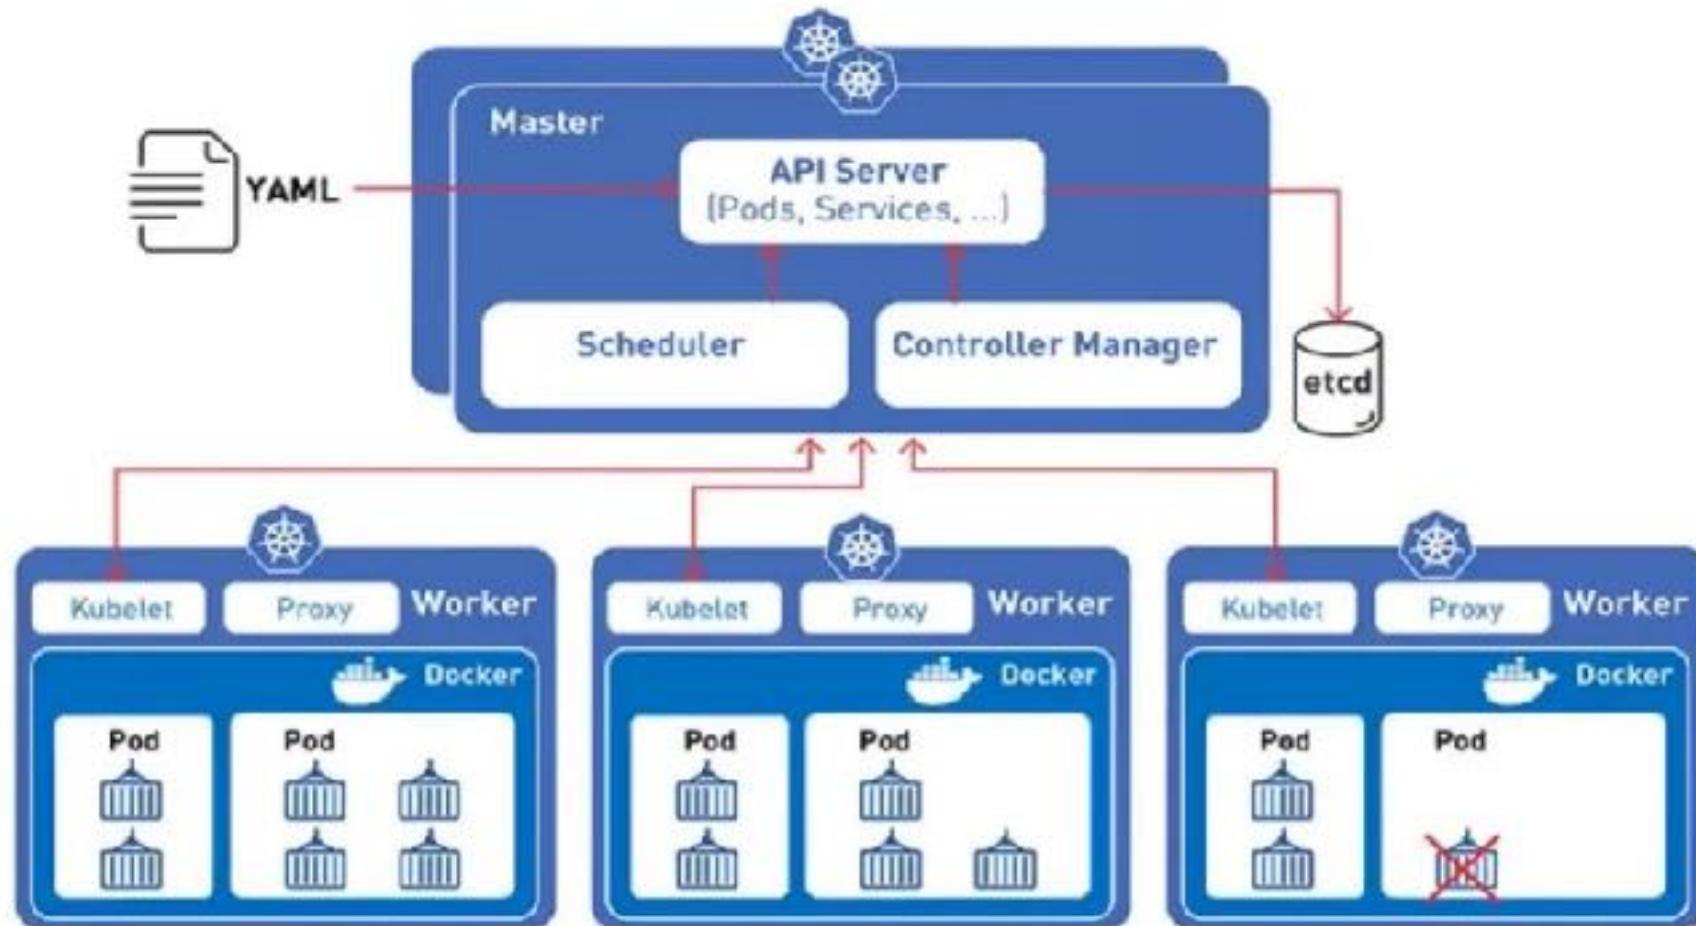 Master
YAML
API Server
(Pods, Services, ...)
Scheduler
Controller Manager
etcd
Kubelet
Proxy
Worker
Docker
Pod
Pod
Kubelet
Proxy
Worker
Docker
Pod
Pod
Kubelet
Proxy
Worker
Docker
Pod
Pod